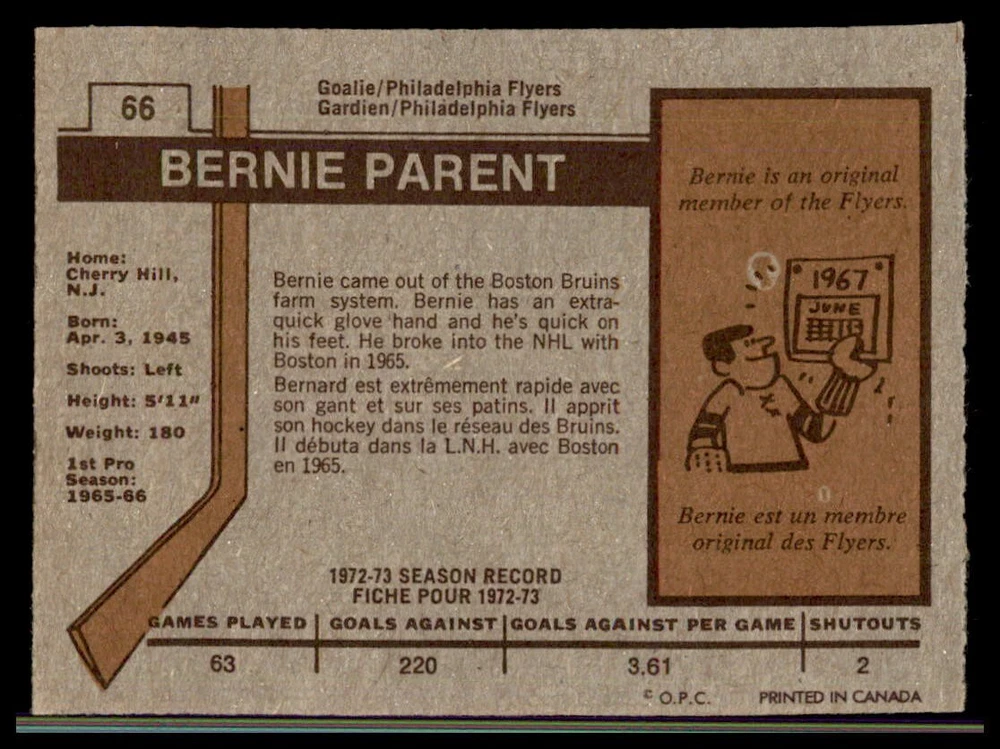 66
Goalie/Philadelphia Flyers
Gardien/Philadelphia Flyers
BERNIE PARENT
Home:
Cherry Hill,
N.J.
Born:
Apr. 3, 1945
Shoots: Left
Height: 5'11"
Weight: 180
1st Pro
Season:
1965-66
Bernie came out of the Boston Bruins
farm system. Bernie has an extra-
quick glove hand and he's quick on
his feet. He broke into the NHL with
Boston in 1965.
Bernard est extrêmement rapide avec
son gant et sur ses patins. Il apprit
son hockey dans le réseau des Bruins.
Il débuta dans la L.N.H. avec Boston
en 1965.
Bernie is an original
member of the Flyers.
1967
JUNE
Bernie est un membre
original des Flyers.
1972-73 SEASON RECORD
FICHE POUR 1972-73
GAMES PLAYED GOALS AGAINST GOALS AGAINST PER GAME SHUTOUTS
63 220 3.61 2
© O.P.C. PRINTED IN CANADA